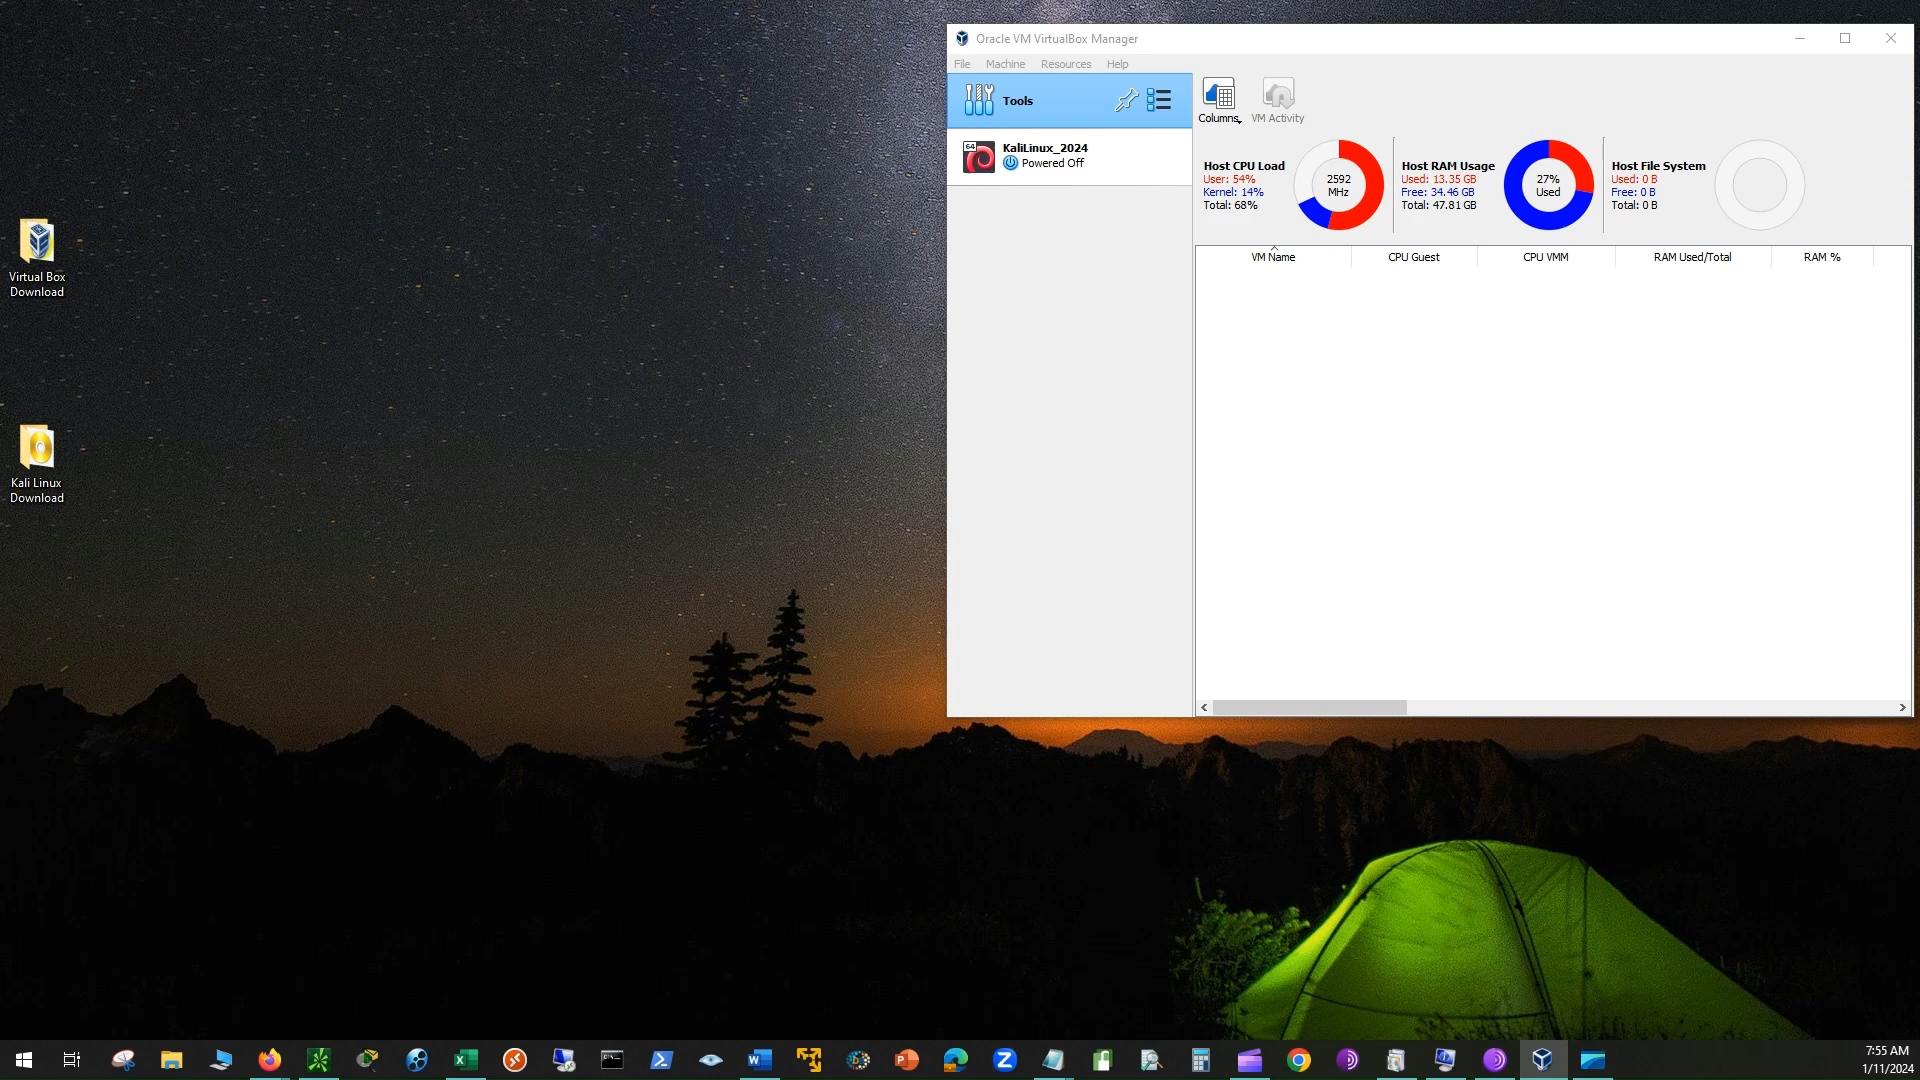 Oracle VM VirtualBox Manager
File Machine Resources Help
Tools
64
KaliLinux_2024
Powered Off
Columns
VM Activity
Host CPU Load
User: 54%
Kernel: 14%
Total: 68%
2592
MHz
Host RAM Usage
Used: 13.35 GB
Free: 34.46 GB
Total: 47.81 GB
27%
Used
Host File System
Used: 0 B
Free: 0 B
Total: 0 B
VM Name CPU Guest CPU VMM RAM Used/Total RAM %
Virtual Box
Download
Kali Linux
Download
7:55 AM
1/11/2024